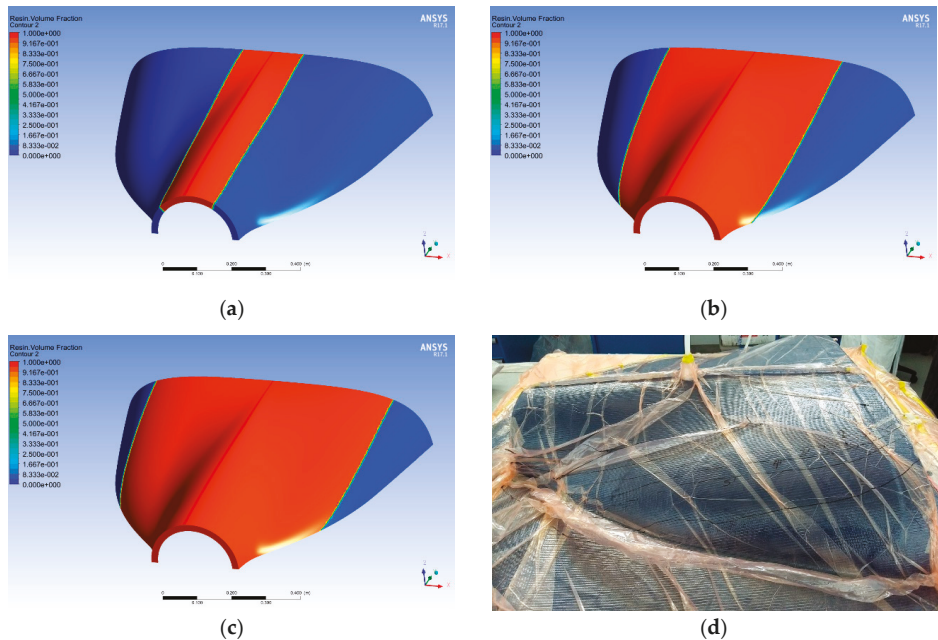 Resin.Volume Fraction
Contour 2
1.000e+000
9.167e-001
8.333e-001
7.500e-001
6.667e-001
5.833e-001
5.000e-001
4.167e-001
3.333e-001
2.500e-001
1.667e-001
8.333e-002
0.000e+000
ANSYS
R17.1
0 0.200 0.400 (m)
0.100 0.300
Z
X
(a)
Resin.Volume Fraction
Contour 2
1.000e+000
9.167e-001
8.333e-001
7.500e-001
6.667e-001
5.833e-001
5.000e-001
4.167e-001
3.333e-001
2.500e-001
1.667e-001
8.333e-002
0.000e+000
ANSYS
R17.1
0 0.200 0.400 (m)
0.100 0.300
Z
X
(b)
Resin.Volume Fraction
Contour 2
1.000e+000
9.167e-001
8.333e-001
7.500e-001
6.667e-001
5.833e-001
5.000e-001
4.167e-001
3.333e-001
2.500e-001
1.667e-001
8.333e-002
0.000e+000
ANSYS
R17.1
0 0.200 0.400 (m)
0.100 0.300
Z
X
(c)
(d)